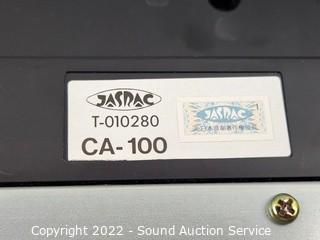 JASRAC
T-010280
CA-100
JASRAC
Copyright 2022 - Sound Auction Service